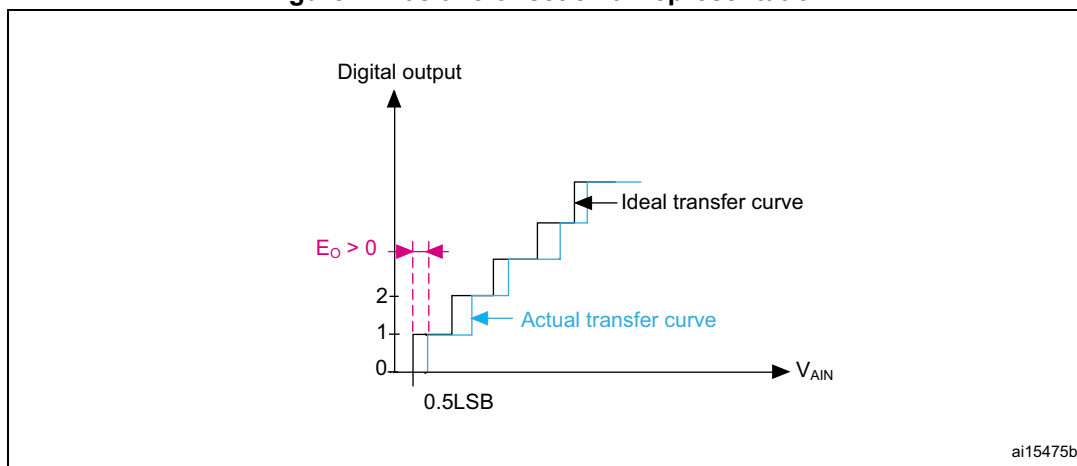 Digital output
Ideal transfer curve
E_O > 0
2
Actual transfer curve
1
0
V_AIN
0.5LSB
ai15475b